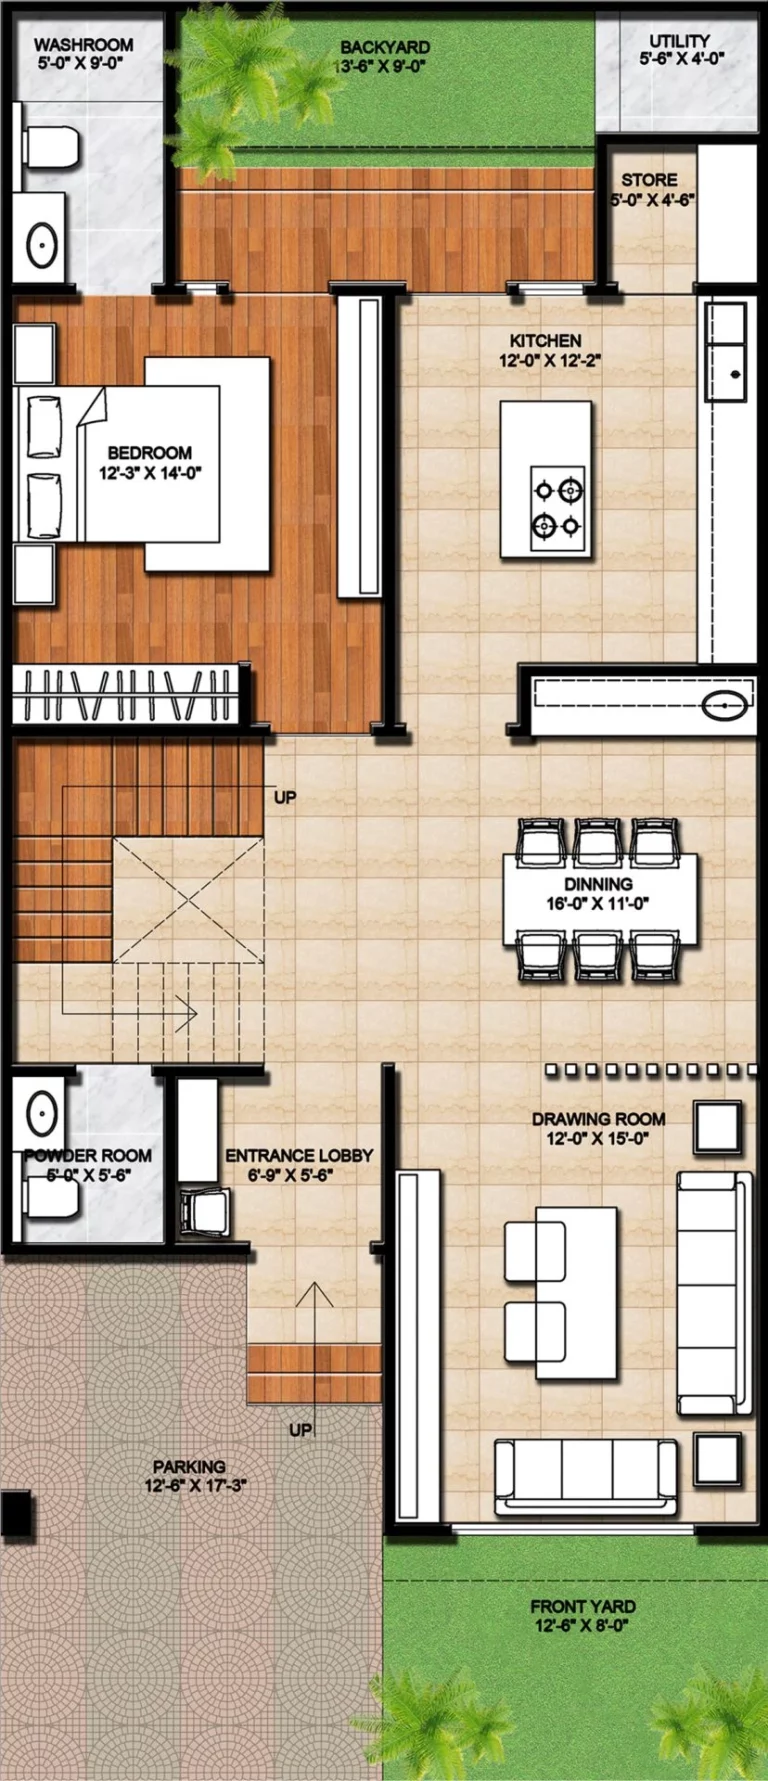 WASHROOM
5'-0" X 9'-0"
BACKYARD
13'-6" X 9'-0"
UTILITY
5'-6" X 4'-0"
STORE
5'-0" X 4'-6"
KITCHEN
12'-0" X 12'-2"
BEDROOM
12'-3" X 14'-0"
UP
DINNING
16'-0" X 11'-0"
DRAWING ROOM
12'-0" X 15'-0"
POWDER ROOM
5'-0" X 5'-6"
ENTRANCE LOBBY
6'-9" X 5'-6"
UP
PARKING
12'-6" X 17'-3"
FRONT YARD
12'-6" X 8'-0"